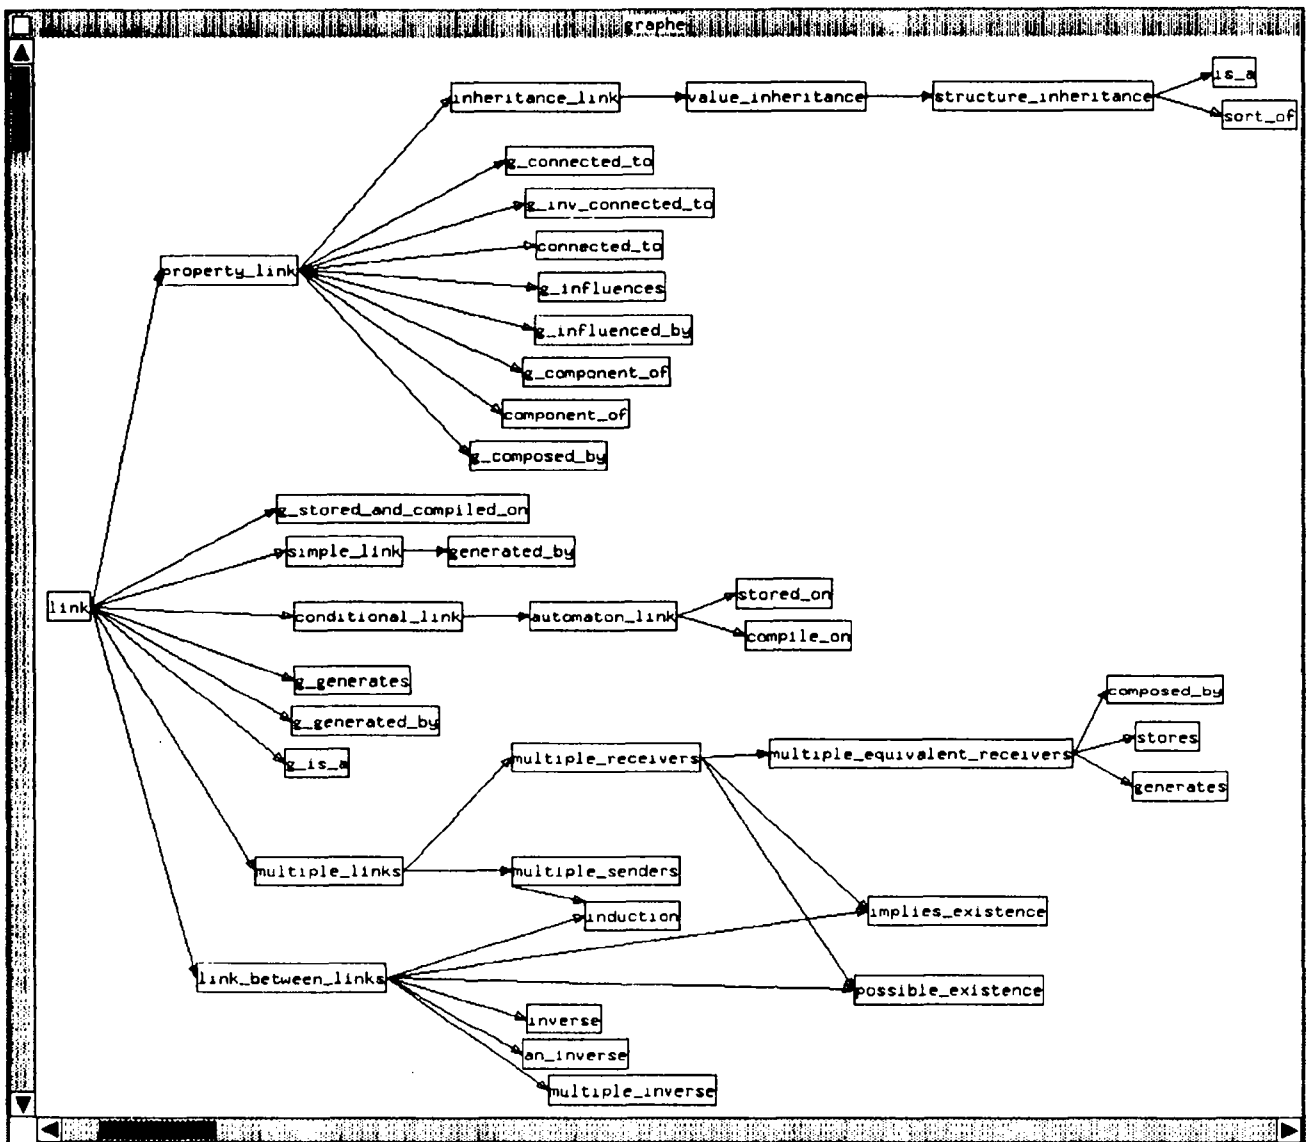 graphe
is_a
inheritance_link
value_inheritance
structure_inheritance
sort_of
g_connected_to
g_inv_connected_to
connected_to
property_link
g_influences
g_influenced_by
g_component_of
component_of
g_composed_by
g_stored_and_compiled_on
simple_link
generated_by
link
stored_on
conditional_link
automaton_link
compile_on
g_generates
composed_by
g_generated_by
stores
multiple_receivers
multiple_equivalent_receivers
g_is_a
generates
multiple_links
multiple_senders
induction
implies_existence
link_between_links
possible_existence
inverse
an_inverse
multiple_inverse